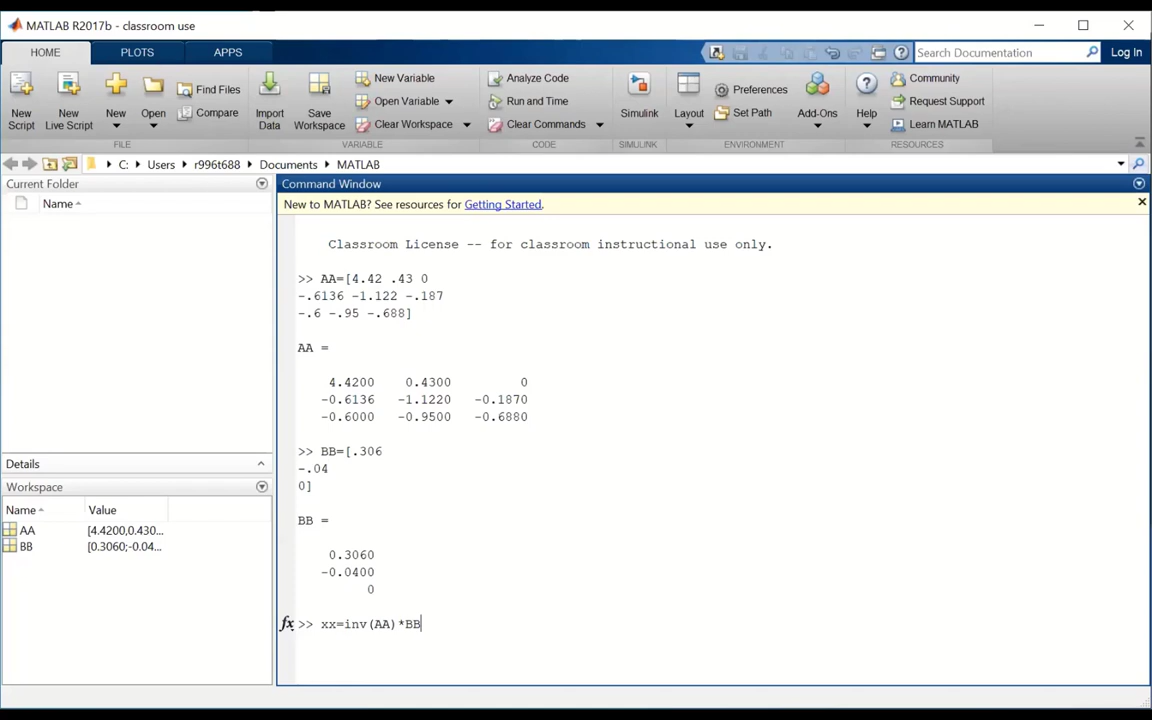 MATLAB R2017b - classroom use
HOME PLOTS APPS Search Documentation Log In
New Script New Live Script New Open Find Files Compare Import Data Save Workspace New Variable Open Variable Clear Workspace Analyze Code Run and Time Clear Commands Simulink Layout Preferences Set Path Add-Ons Help Community Request Support Learn MATLAB
FILE VARIABLE CODE SIMULINK ENVIRONMENT RESOURCES
C: Users r996t688 Documents MATLAB
Current Folder
Name
Details
Workspace
Name Value
AA [4.4200,0.430...
BB [0.3060;-0.04...
Command Window
New to MATLAB? See resources for Getting Started.
Classroom License -- for classroom instructional use only.
>> AA=[4.42 .43 0
-.6136 -1.122 -.187
-.6 -.95 -.688]
AA =
4.4200 0.4300 0
-0.6136 -1.1220 -0.1870
-0.6000 -0.9500 -0.6880
>> BB=[.306
-.04
0]
BB =
0.3060
-0.0400
0
fx >> xx=inv(AA)*BB